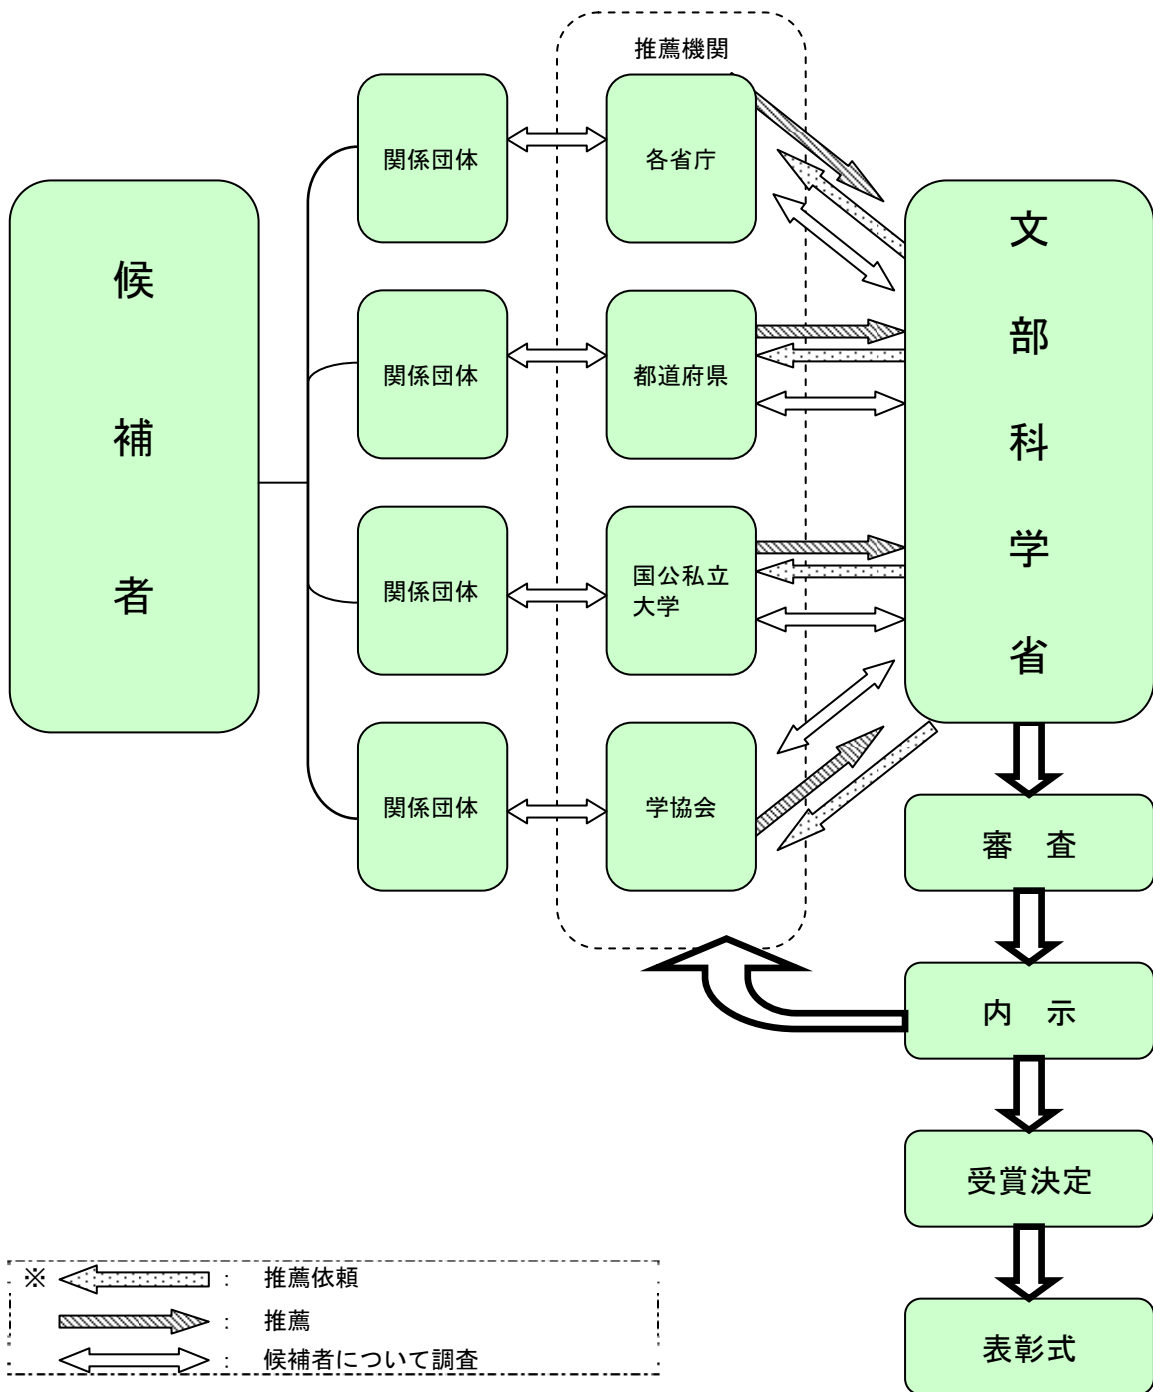 推薦機関
関係団体
各省庁
関係団体
都道府県
関係団体
国公私立
大学
関係団体
学協会
候
補
者
文
部
科
学
省
審　査
内　示
受賞決定
表彰式
※ : 推薦依頼
: 推薦
: 候補者について調査